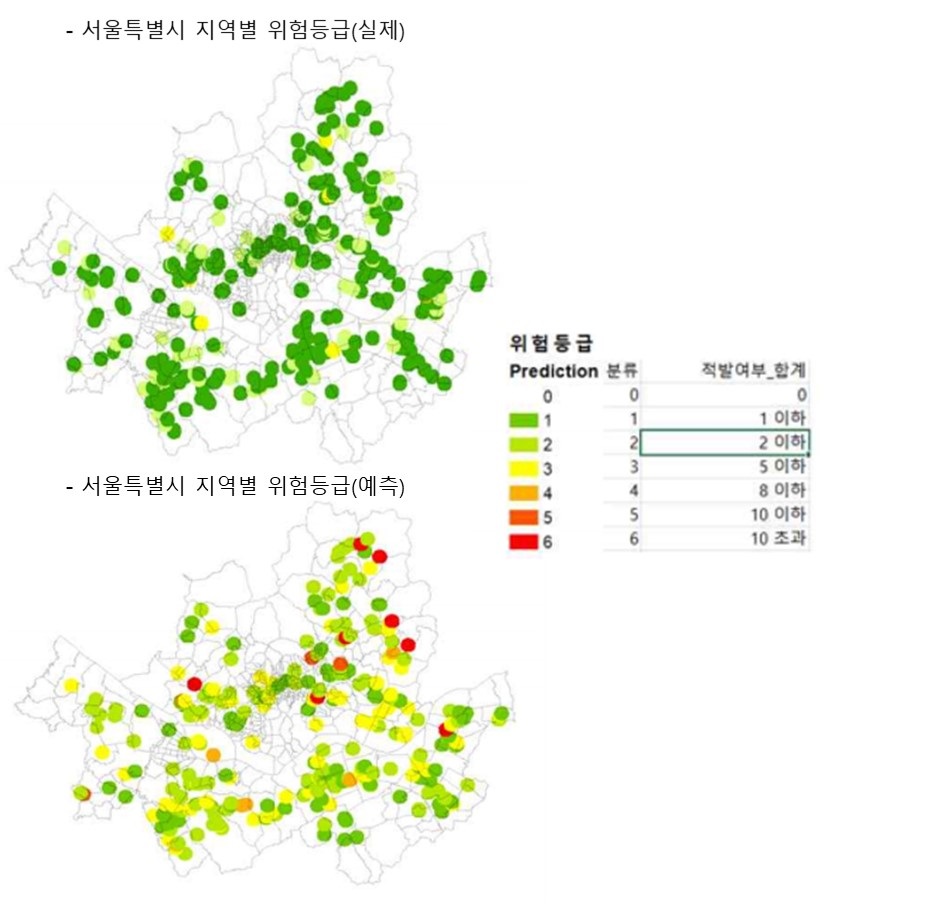 - 서울특별시 지역별 위험등급(실제)
위험등급
Prediction 분류 적발여부_합계
0 0 0
1 1 1 이하
2 2 2 이하
3 3 5 이하
4 4 8 이하
5 5 10 이하
6 6 10 초과
- 서울특별시 지역별 위험등급(예측)